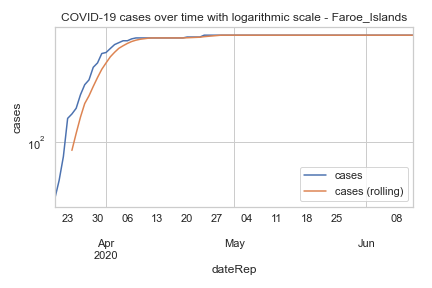 COVID-19 cases over time with logarithmic scale - Faroe_Islands
cases
10²
cases
cases (rolling)
23 30 06 13 20 27 04 11 18 25 08
Apr May Jun
2020
dateRep